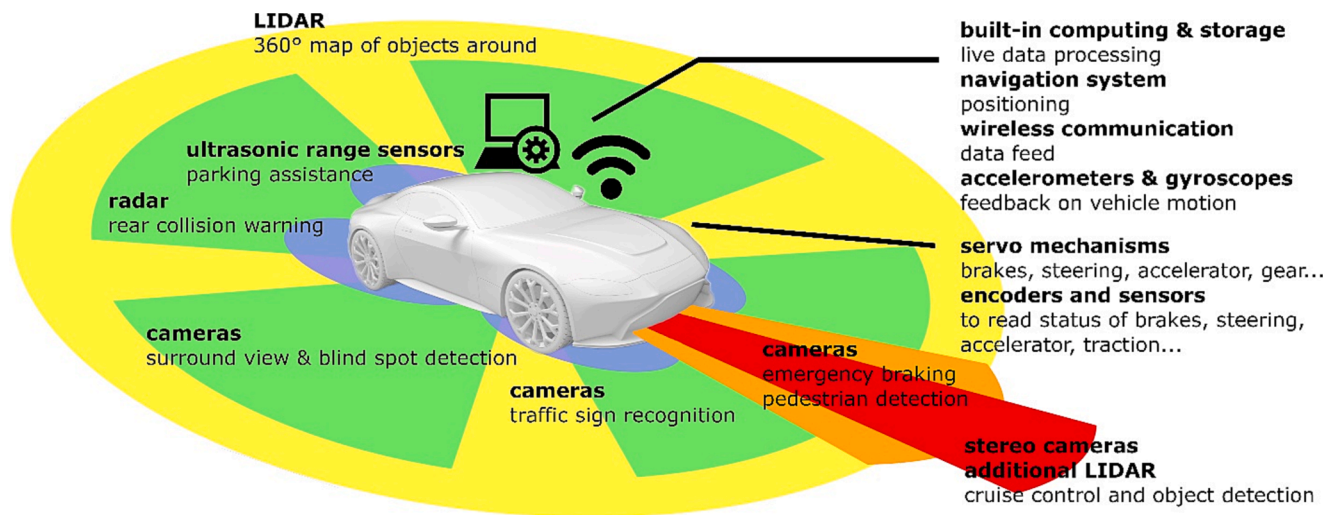 LIDAR
360° map of objects around
ultrasonic range sensors
parking assistance
radar
rear collision warning
cameras
surround view & blind spot detection
cameras
traffic sign recognition
cameras
emergency braking
pedestrian detection
stereo cameras
additional LIDAR
cruise control and object detection
built-in computing & storage
live data processing
navigation system
positioning
wireless communication
data feed
accelerometers & gyroscopes
feedback on vehicle motion
servo mechanisms
brakes, steering, accelerator, gear...
encoders and sensors
to read status of brakes, steering,
accelerator, traction...